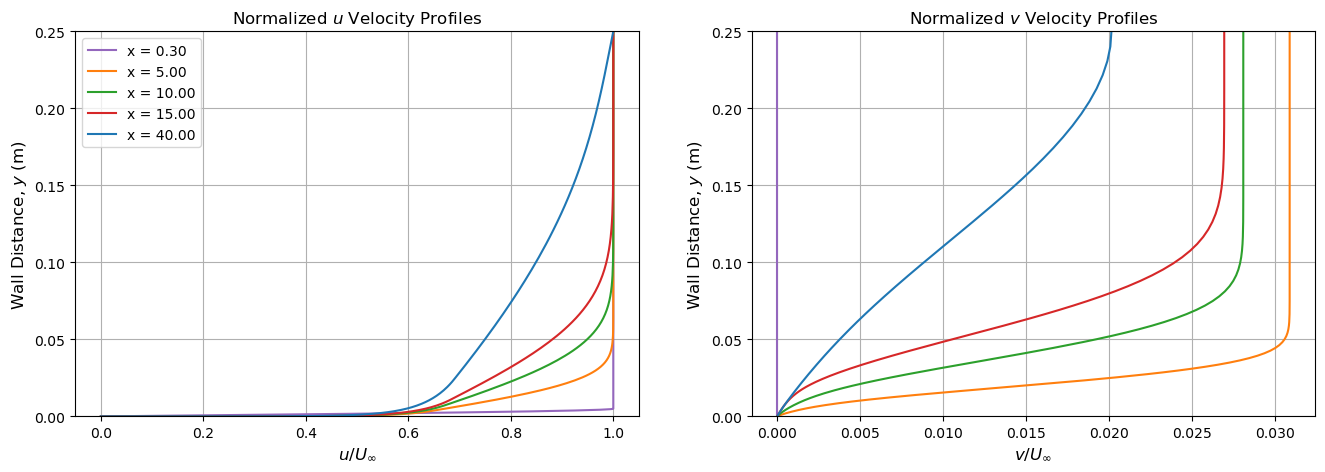 Normalized u Velocity Profiles
0.25
0.20
0.15
0.10
0.05
0.00
Wall Distance, y (m)
x = 0.30
x = 5.00
x = 10.00
x = 15.00
x = 40.00
0.0 0.2 0.4 0.6 0.8 1.0
u/U∞
Normalized v Velocity Profiles
0.25
0.20
0.15
0.10
0.05
0.00
Wall Distance, y (m)
0.000 0.005 0.010 0.015 0.020 0.025 0.030
v/U∞